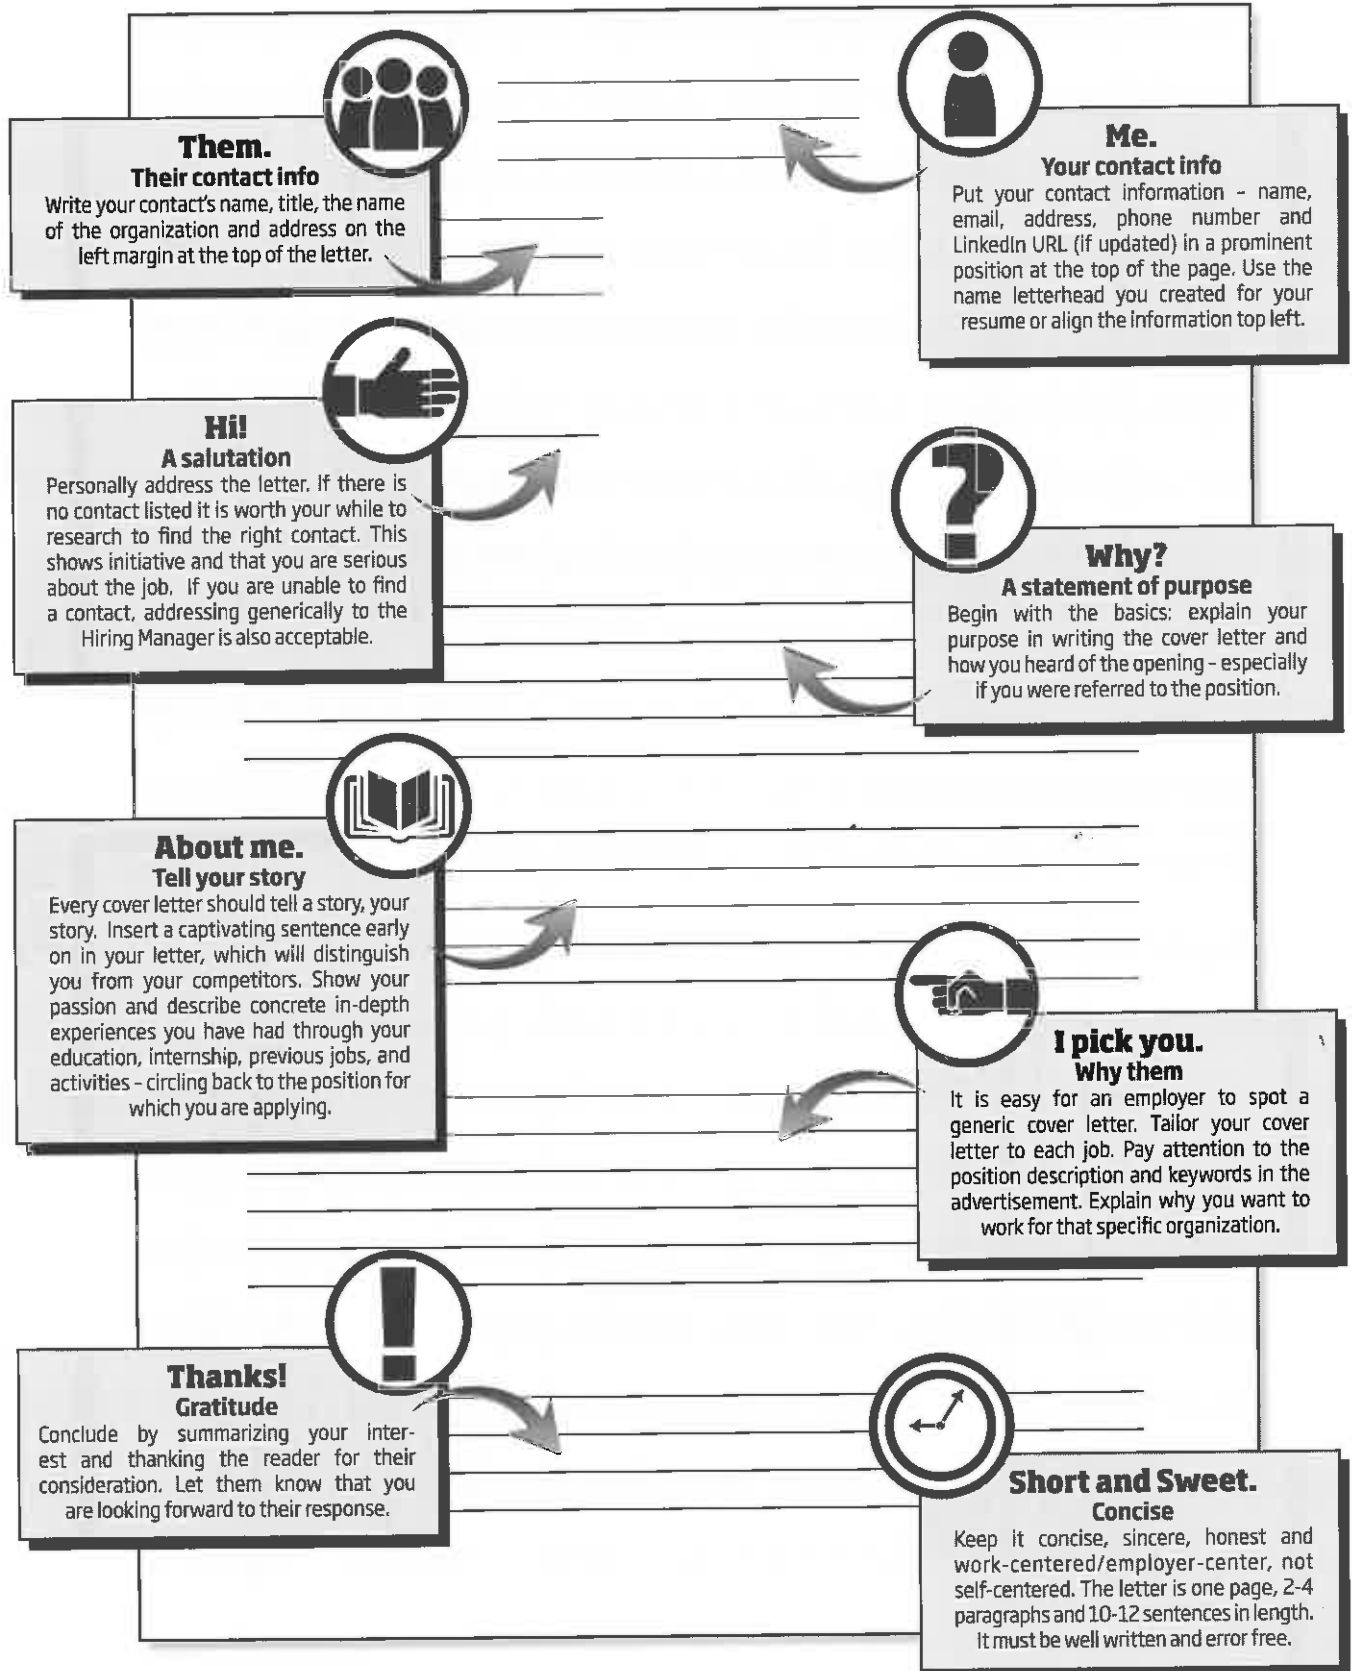 Me.
Your contact info
Put your contact information - name,
email, address, phone number and
LinkedIn URL (if updated) in a prominent
position at the top of the page. Use the
name letterhead you created for your
resume or align the information top left.
Them.
Their contact info
Write your contact's name, title, the name
of the organization and address on the
left margin at the top of the letter.
Hi!
A salutation
Personally address the letter. If there is
no contact listed it is worth your while to
research to find the right contact. This
shows initiative and that you are serious
about the job. If you are unable to find
a contact, addressing generically to the
Hiring Manager is also acceptable.
Why?
A statement of purpose
Begin with the basics: explain your
purpose in writing the cover letter and
how you heard of the opening - especially
if you were referred to the position.
About me.
Tell your story
Every cover letter should tell a story, your
story. Insert a captivating sentence early
on in your letter, which will distinguish
you from your competitors. Show your
passion and describe concrete in-depth
experiences you have had through your
education, internship, previous jobs, and
activities - circling back to the position for
which you are applying.
I pick you.
Why them
It is easy for an employer to spot a
generic cover letter. Tailor your cover
letter to each job. Pay attention to the
position description and keywords in the
advertisement. Explain why you want to
work for that specific organization.
Thanks!
Gratitude
Conclude by summarizing your inter-
est and thanking the reader for their
consideration. Let them know that you
are looking forward to their response.
Short and Sweet.
Concise
Keep it concise, sincere, honest and
work-centered/employer-center, not
self-centered. The letter is one page, 2-4
paragraphs and 10-12 sentences in length.
It must be well written and error free.